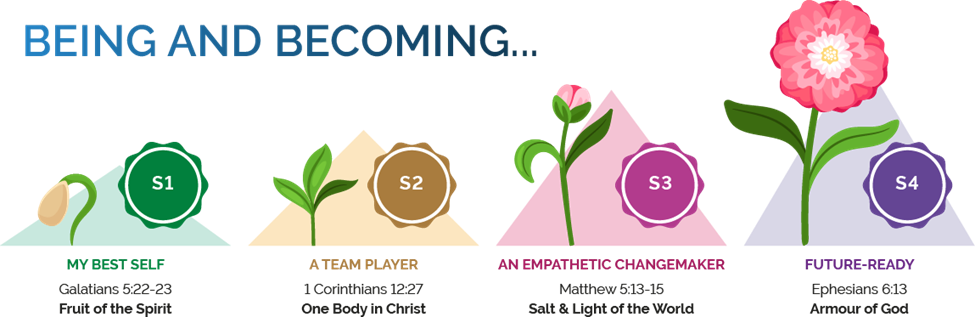 BEING AND BECOMING...
S1
MY BEST SELF
Galatians 5:22-23
Fruit of the Spirit
S2
A TEAM PLAYER
1 Corinthians 12:27
One Body in Christ
S3
AN EMPATHETIC CHANGEMAKER
Matthew 5:13-15
Salt & Light of the World
S4
FUTURE-READY
Ephesians 6:13
Armour of God